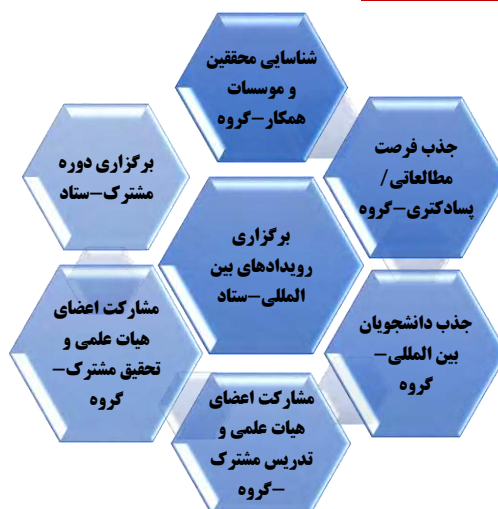 شناسایی محققین
و موسسات
همکار–گروه
جذب فرصت
مطالعاتی/
پسادکتری–گروه
برگزاری دوره
مشترک–ستاد
برگزاری
رویدادهای بین
المللی–ستاد
جذب دانشجویان
بین المللی–
گروه
مشارکت اعضای
هیات علمی و
تحقیق مشترک–
گروه
مشارکت اعضای
هیات علمی و
تدریس مشترک
–گروه